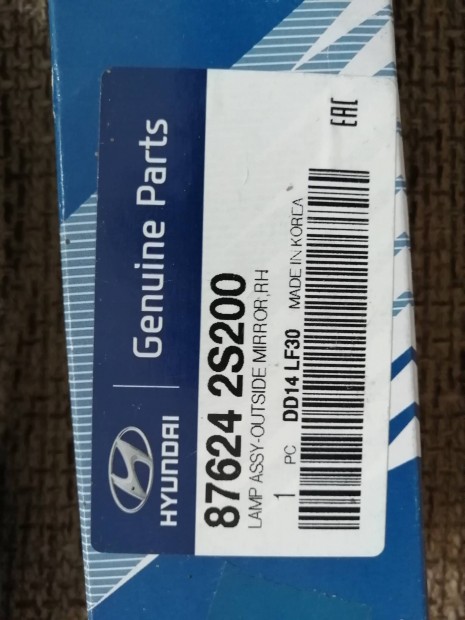 HYUNDAI
Genuine Parts
87624 2S200
LAMP ASSY-OUTSIDE MIRROR,RH
1 PC DD14 LF30 MADE IN KOREA
EAC